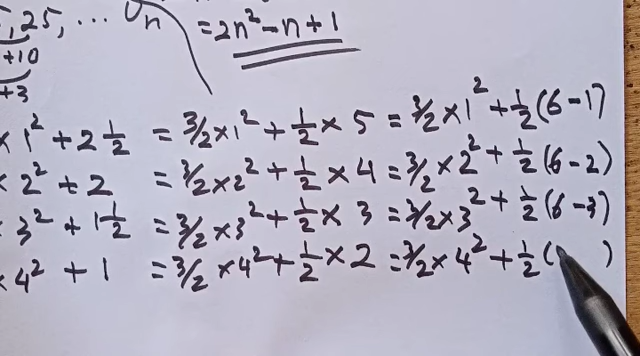 5, 25, ... Uₙ = 2n² - n + 1
+10
+3
× 1² + 2 1/2 = 3/2 × 1² + 1/2 × 5 = 3/2 × 1² + 1/2 (6 - 1)
× 2² + 2 = 3/2 × 2² + 1/2 × 4 = 3/2 × 2² + 1/2 (6 - 2)
× 3² + 1 1/2 = 3/2 × 3² + 1/2 × 3 = 3/2 × 3² + 1/2 (6 - 3)
× 4² + 1 = 3/2 × 4² + 1/2 × 2 = 3/2 × 4² + 1/2 ( )